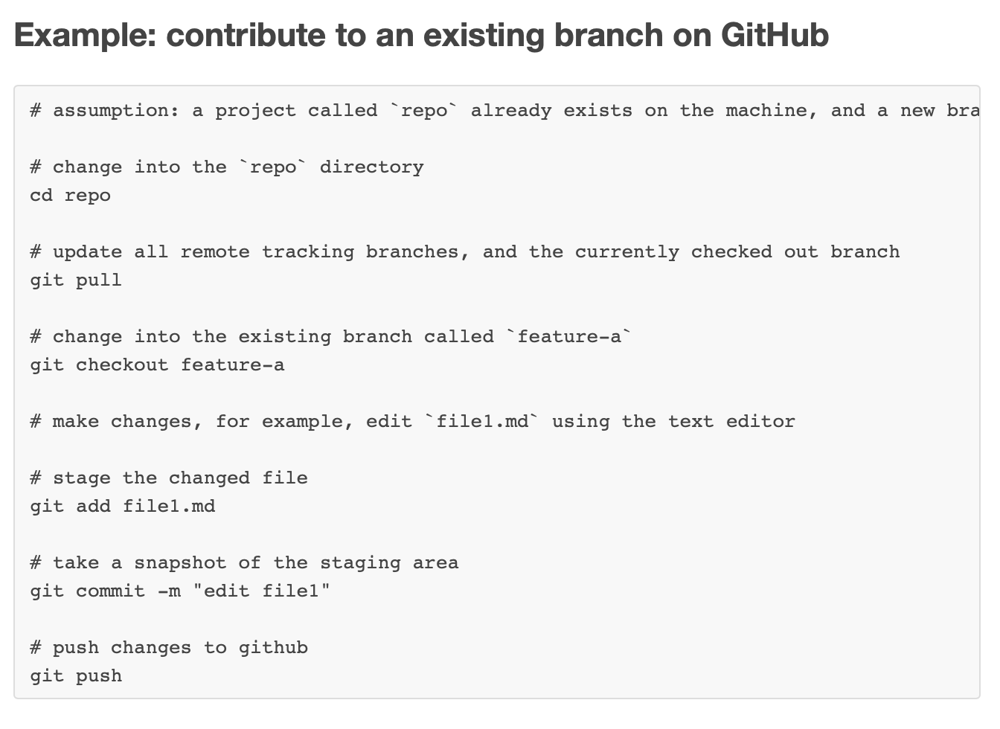 Example: contribute to an existing branch on GitHub
# assumption: a project called `repo` already exists on the machine, and a new bra
# change into the `repo` directory
cd repo
# update all remote tracking branches, and the currently checked out branch
git pull
# change into the existing branch called `feature-a`
git checkout feature-a
# make changes, for example, edit `file1.md` using the text editor
# stage the changed file
git add file1.md
# take a snapshot of the staging area
git commit -m "edit file1"
# push changes to github
git push